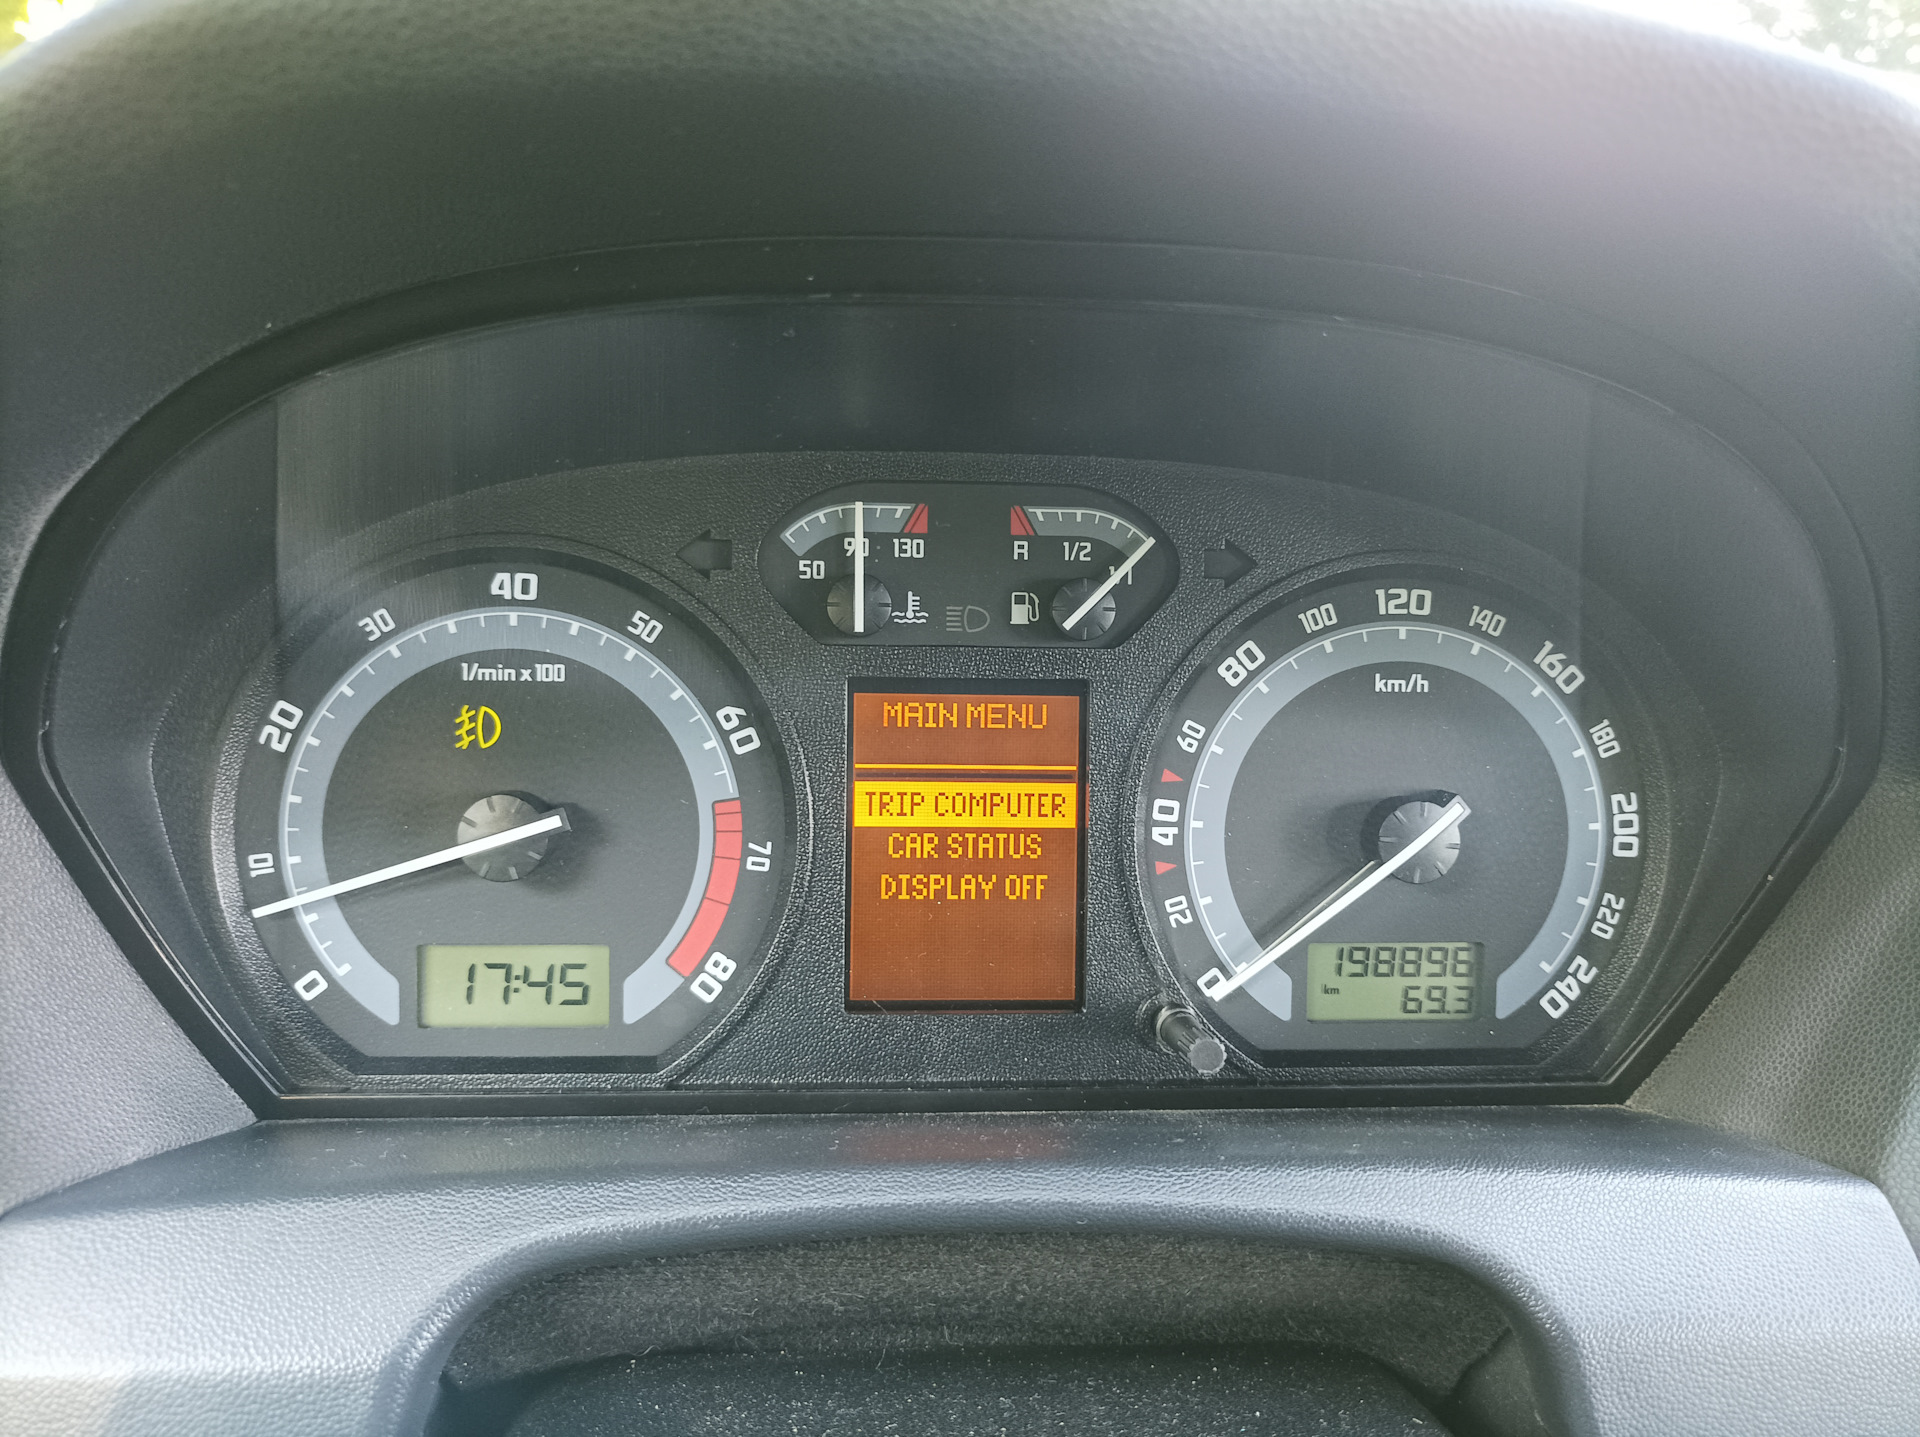 50 90 130
R 1/2 1/1
0 10 20 30 40 50 60 70 80
1/min x 100
17:45
MAIN MENU
TRIP COMPUTER
CAR STATUS
DISPLAY OFF
0 20 40 60 80 100 120 140 160 180 200 220 240
km/h
198896
km 69.3